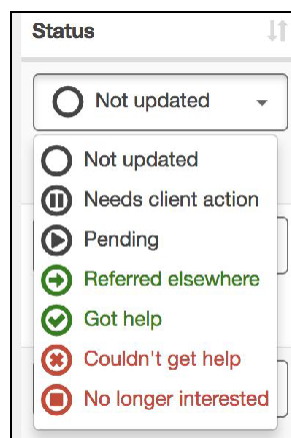 Status
Not updated
Not updated
Needs client action
Pending
Referred elsewhere
Got help
Couldn't get help
No longer interested